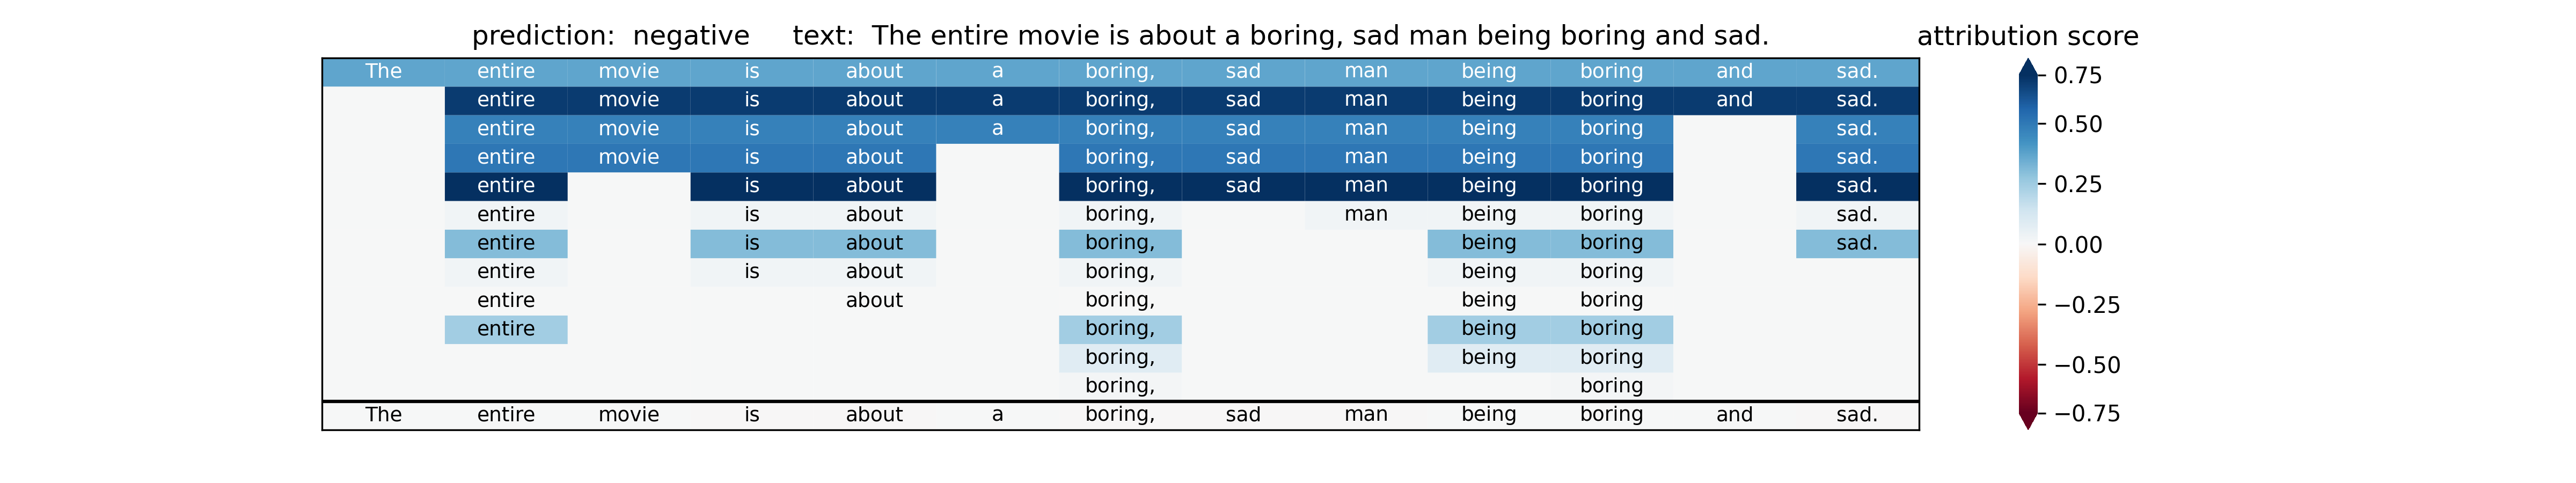 prediction: negative text: The entire movie is about a boring, sad man being boring and sad.
attribution score
The entire movie is about a boring, sad man being boring and sad.
entire movie is about a boring, sad man being boring and sad.
entire movie is about a boring, sad man being boring sad.
entire movie is about boring, sad man being boring sad.
entire is about boring, sad man being boring sad.
entire is about boring, man being boring sad.
entire is about boring, being boring sad.
entire is about boring, being boring
entire about boring, being boring
entire boring, being boring
boring, being boring
boring, boring
The entire movie is about a boring, sad man being boring and sad.
0.75
0.50
0.25
0.00
−0.25
−0.50
−0.75